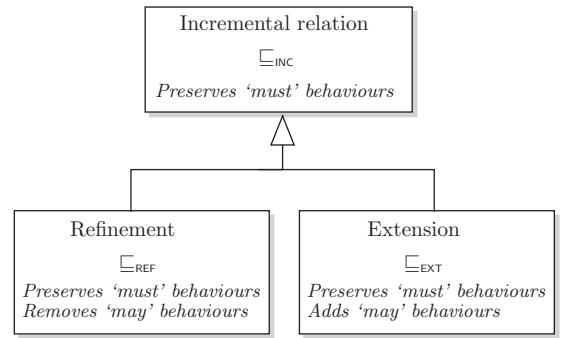 Incremental relation
⊑INC
Preserves ‘must’ behaviours
Refinement
⊑REF
Preserves ‘must’ behaviours
Removes ‘may’ behaviours
Extension
⊑EXT
Preserves ‘must’ behaviours
Adds ‘may’ behaviours